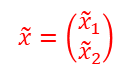 x̃ = (x̃₁
x̃₂)